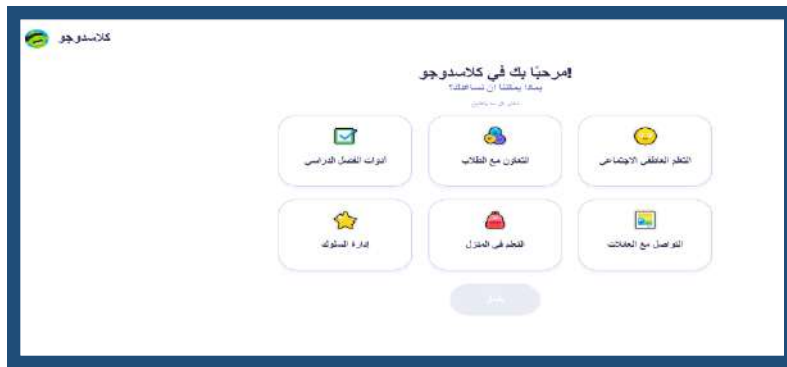 كلاسدوجو
!مرحبًا بك في كلاسدوجو
بماذا يمكننا ان نساعدك؟
التعلم العاطفي الاجتماعي
التعاون مع الطلاب
أدوات الفصل الدراسي
التواصل مع العائلات
التعلم في المنزل
إدارة السلوك